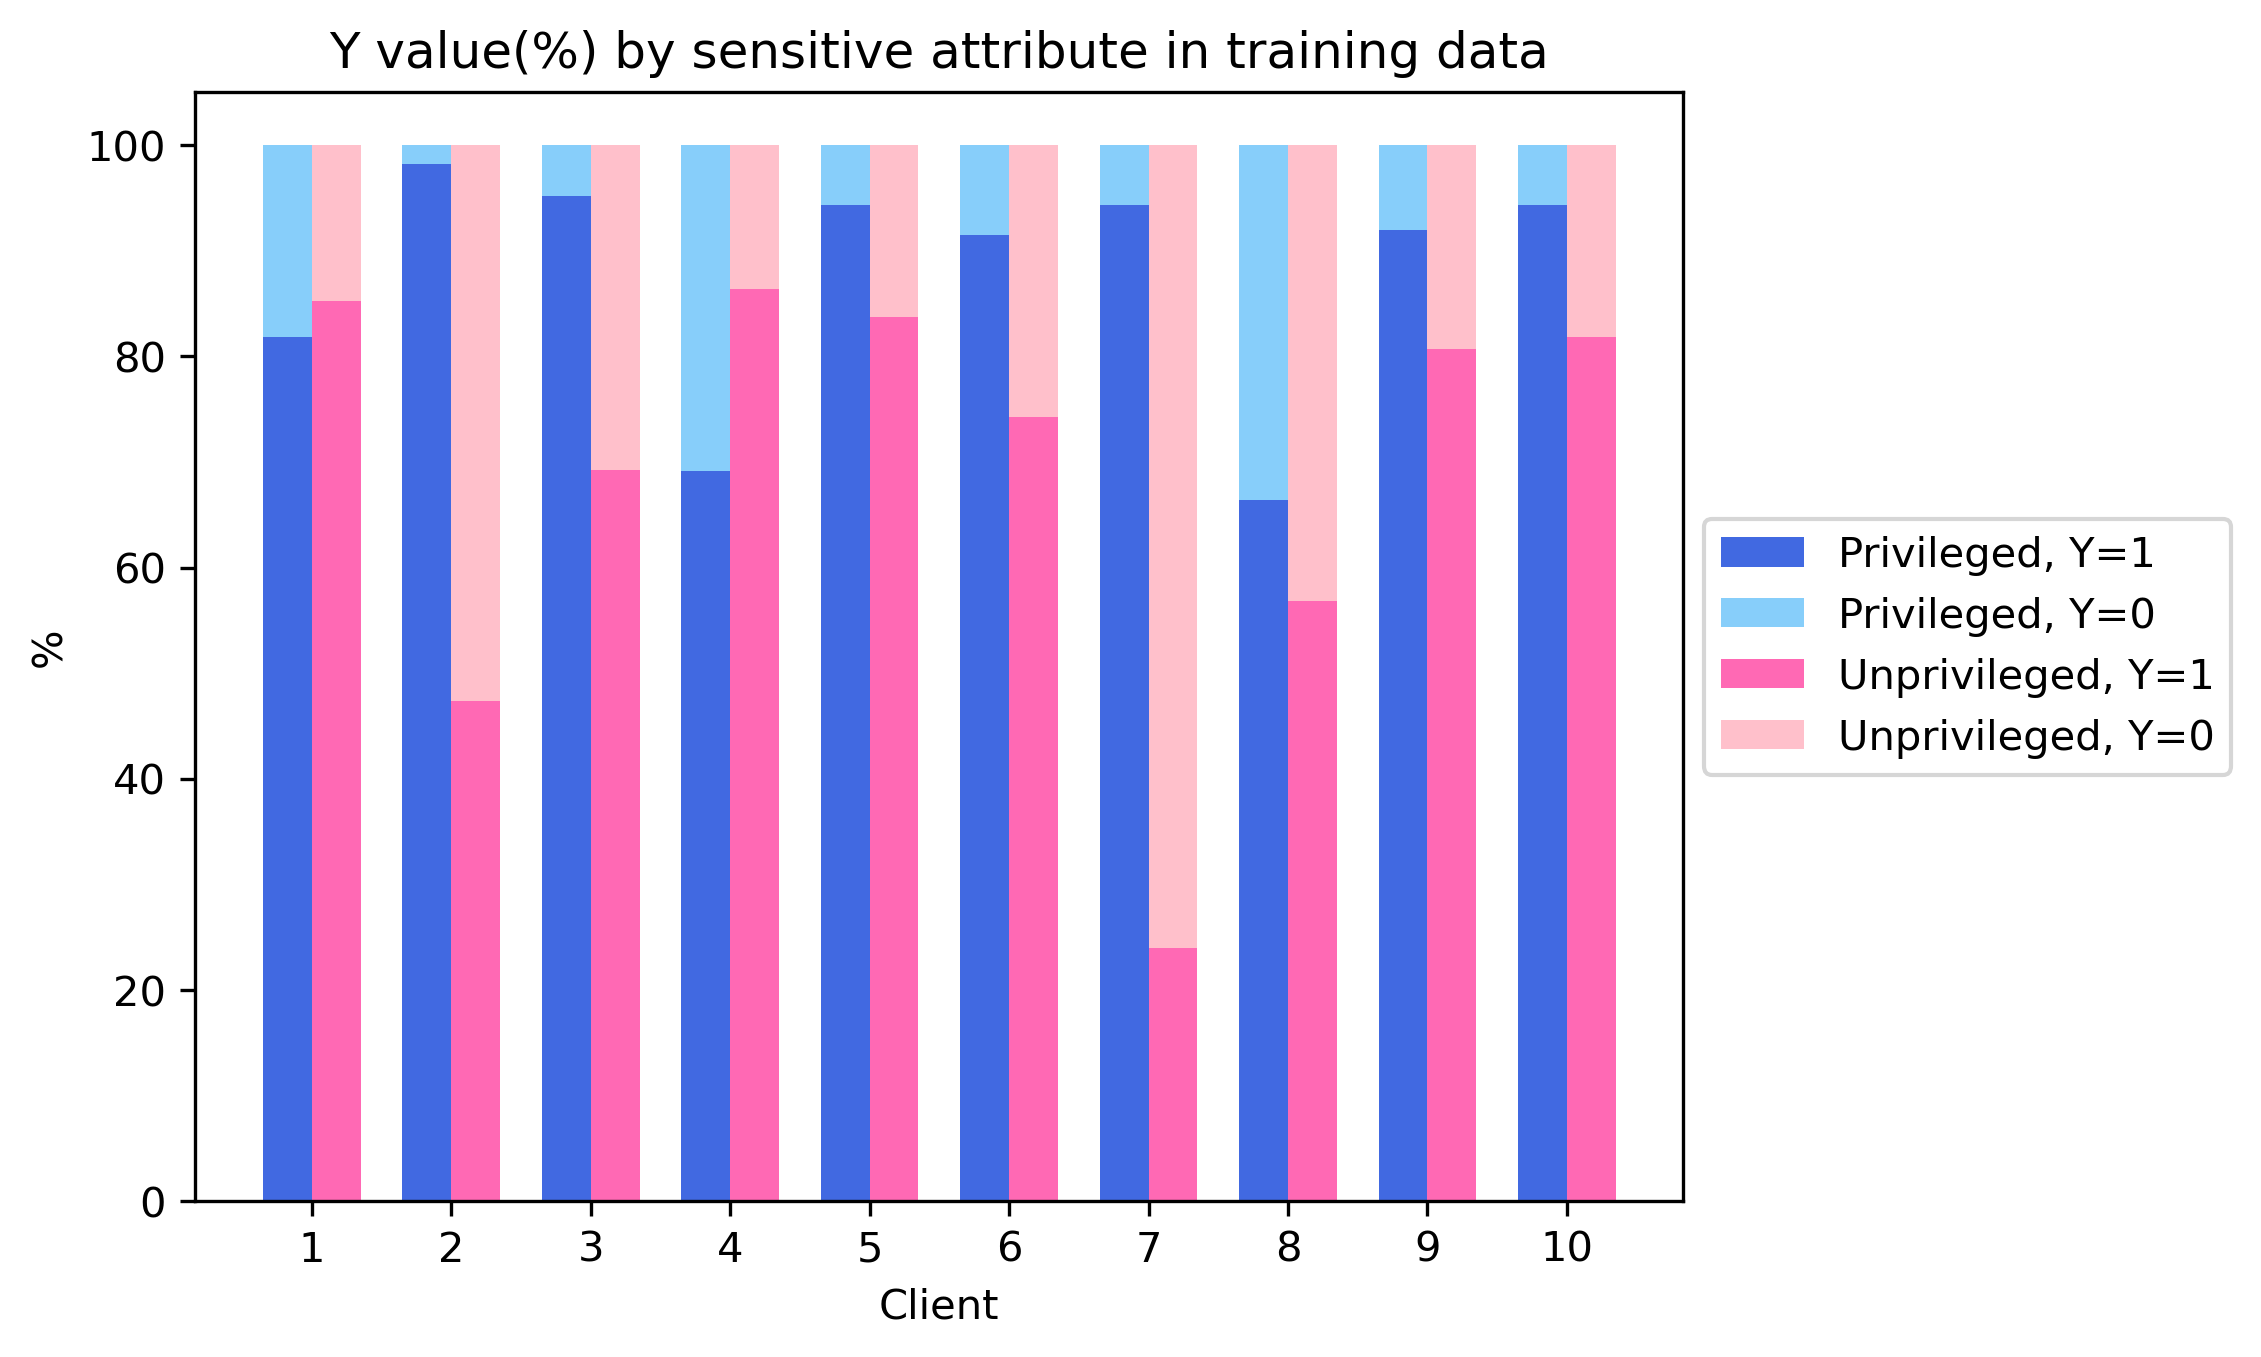 Y value(%) by sensitive attribute in training data
100
80
60
40
20
0
%
1 2 3 4 5 6 7 8 9 10
Client
Privileged, Y=1
Privileged, Y=0
Unprivileged, Y=1
Unprivileged, Y=0